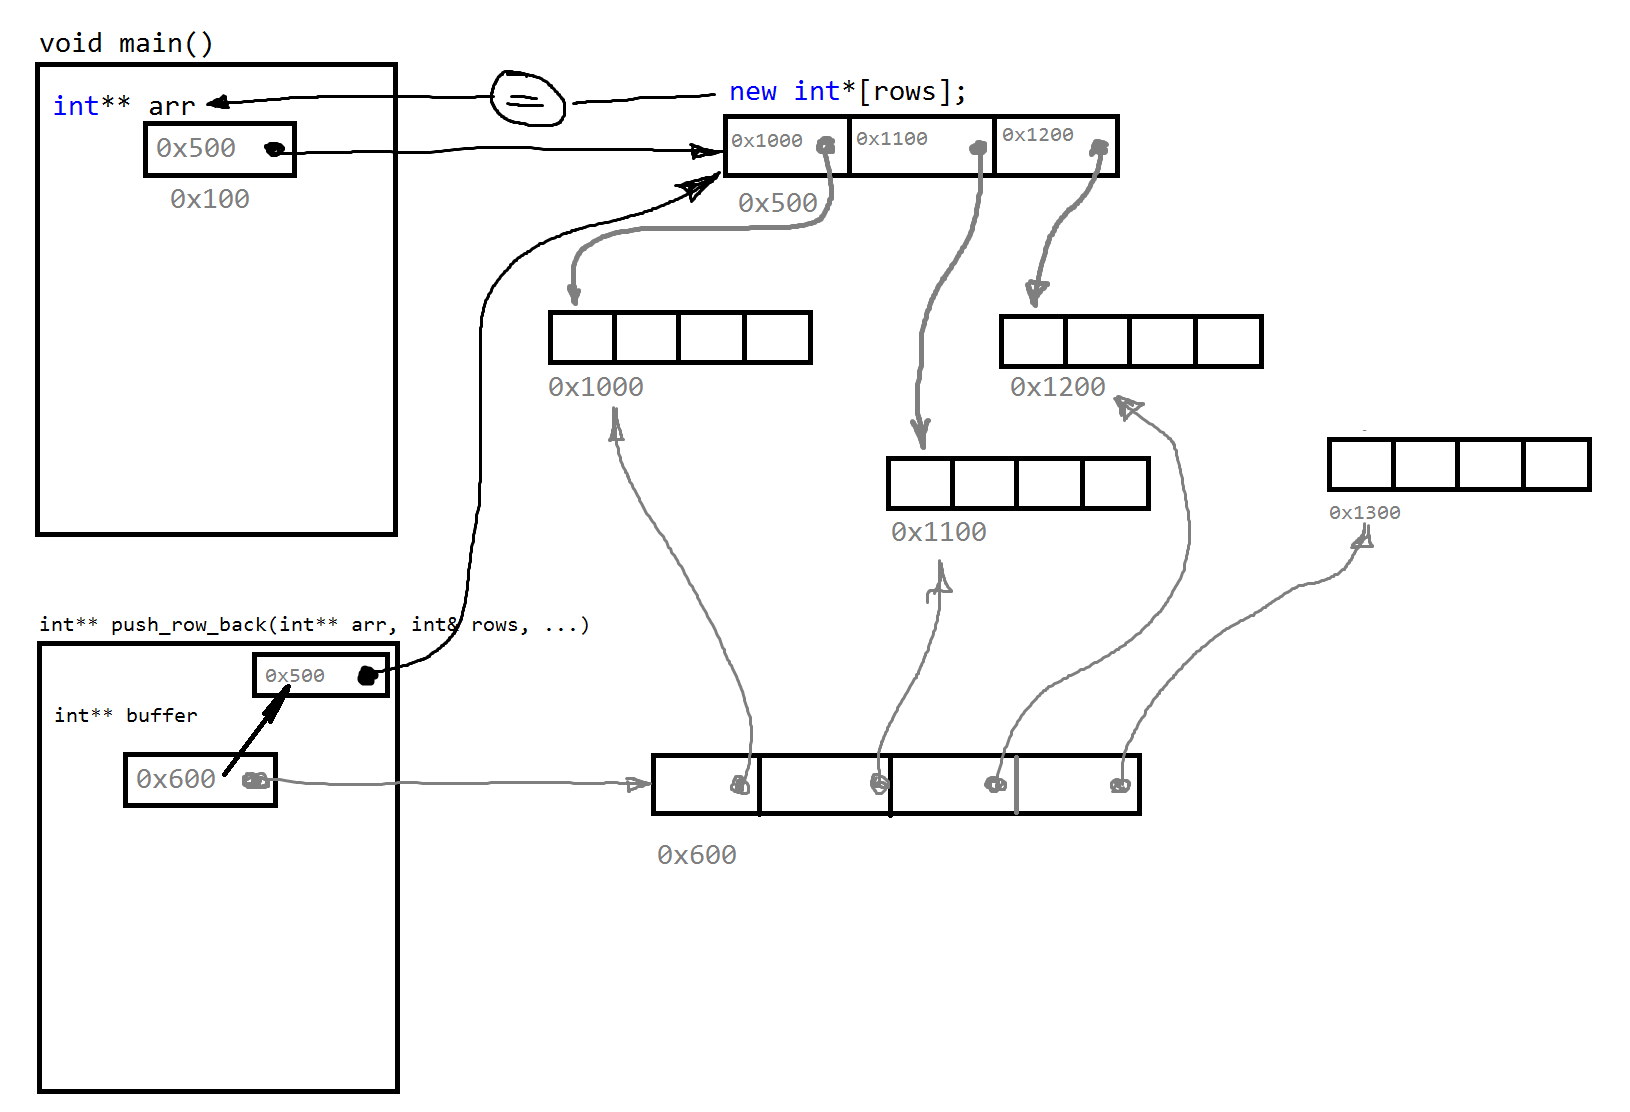 void main()
int** arr
=
new int*[rows];
0x500
0x100
0x1000
0x1100
0x1200
0x500
0x1000
0x1200
0x1100
0x1300
int** push_row_back(int** arr, int& rows, ...)
0x500
int** buffer
0x600
0x600